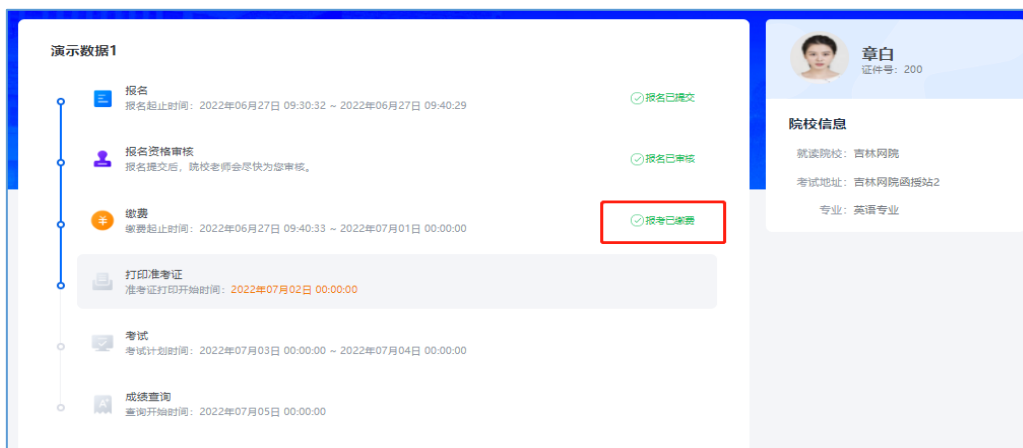 演示数据1
报名
报名起止时间：2022年06月27日 09:30:32 ~ 2022年06月27日 09:40:29
报名已提交
报名资格审核
报名提交后，院校老师会尽快为您审核。
报名已审核
缴费
缴费起止时间：2022年06月27日 09:40:33 ~ 2022年07月01日 00:00:00
报考已缴费
打印准考证
准考证打印开始时间：2022年07月02日 00:00:00
考试
考试计划时间：2022年07月03日 00:00:00 ~ 2022年07月04日 00:00:00
成绩查询
查询开始时间：2022年07月05日 00:00:00
章白
证件号：200
院校信息
就读院校：吉林网院
考试地址：吉林网院函授站2
专业：英语专业